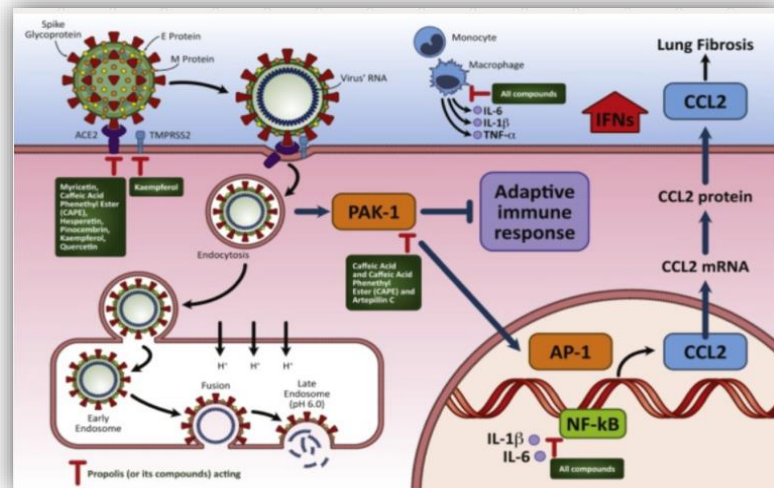 Spike
Glycoprotein
E Protein
M Protein
Virus' RNA
ACE2
TMPRSS2
Monocyte
Macrophage
All compounds
IL-6
IL-1β
TNF-α
IFNs
Lung Fibrosis
CCL2
Myricetin,
Caffeic Acid
Phenethyl Ester
(CAPE),
Hesperetin,
Pinocembrin,
Kaempferol,
Quercetin
Kaempferol
PAK-1
Adaptive
immune
response
CCL2 protein
Endocytosis
Caffeic Acid
and Caffeic Acid
Phenethyl
Ester (CAPE) and
Artepillin C
CCL2 mRNA
H⁺ H⁺ H⁺
AP-1
CCL2
Early
Endosome
Fusion
Late
Endosome
(pH 6.0)
NF-kB
IL-1β
IL-6
All compounds
Propolis (or its compounds) acting